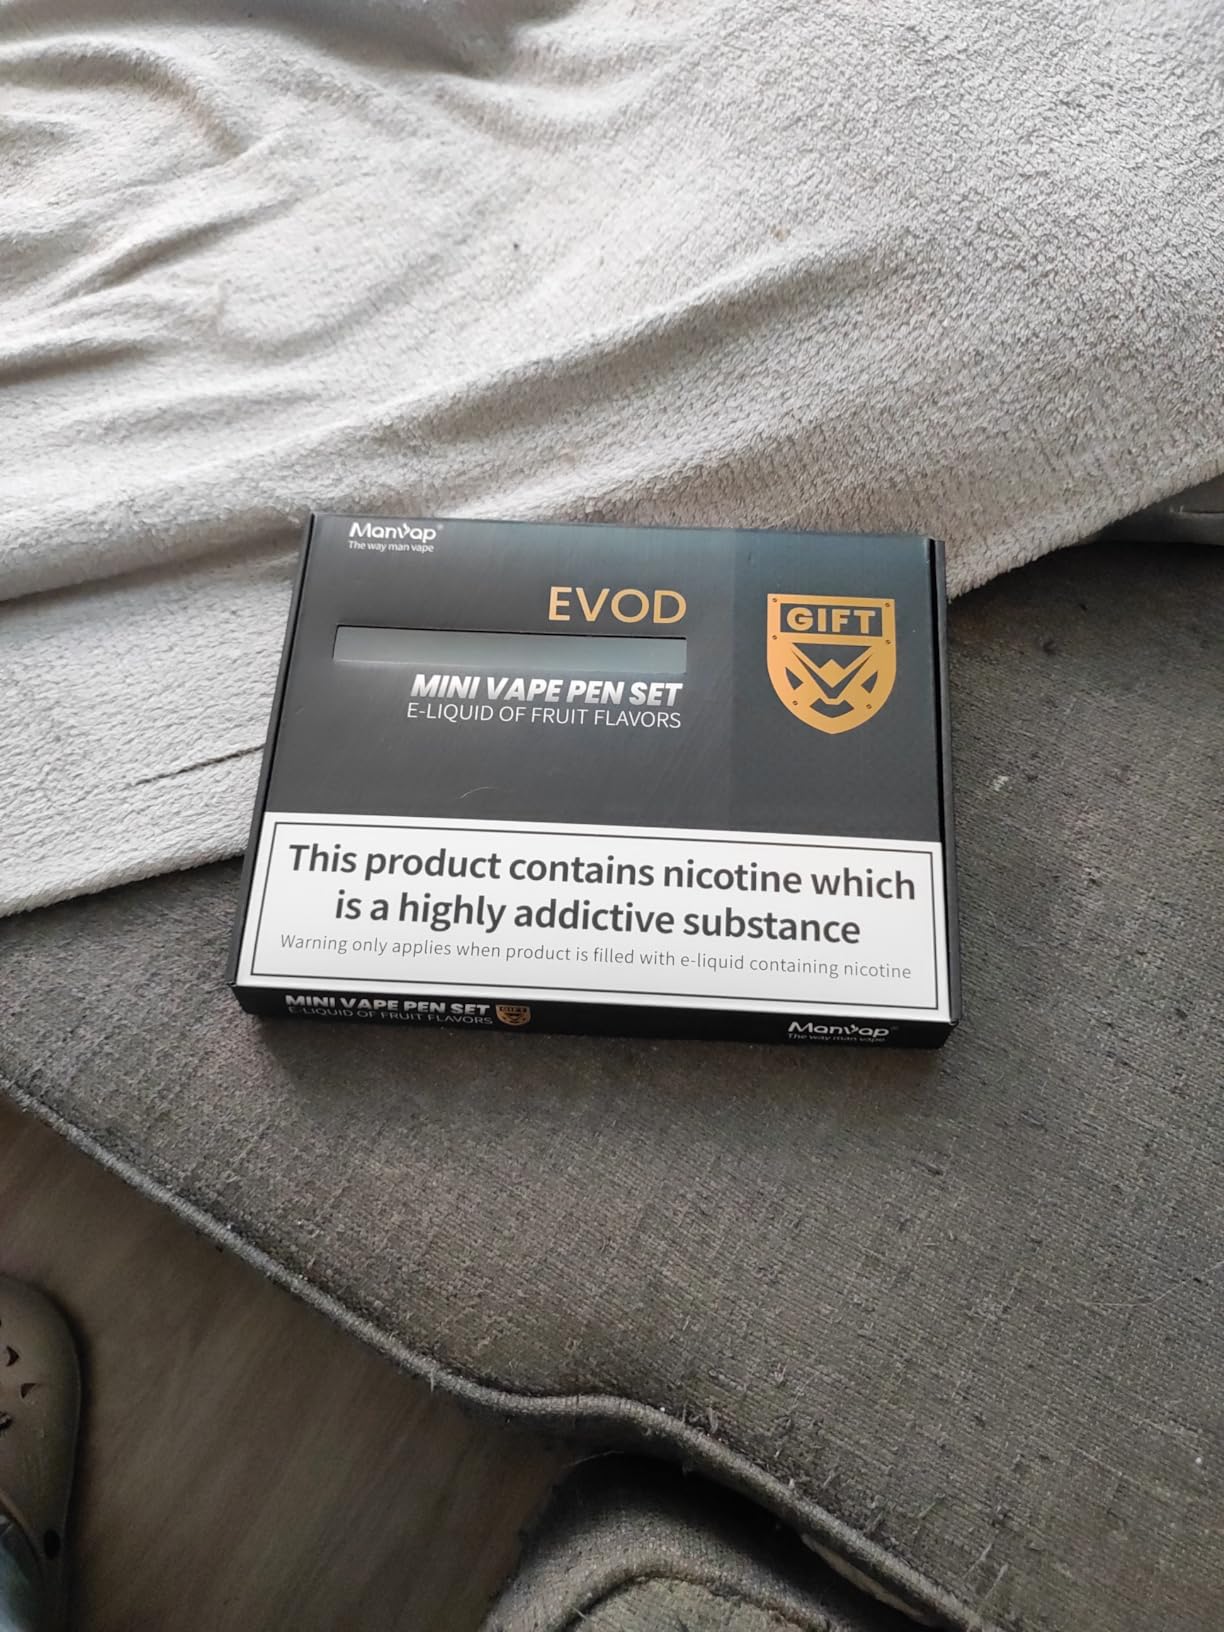 Manvap®
The way man vape
EVOD
GIFT
MINI VAPE PEN SET
E-LIQUID OF FRUIT FLAVORS
This product contains nicotine which
is a highly addictive substance
Warning only applies when product is filled with e-liquid containing nicotine
MINI VAPE PEN SET
E-LIQUID OF FRUIT FLAVORS
GIFT
Manvap®
The way man vape